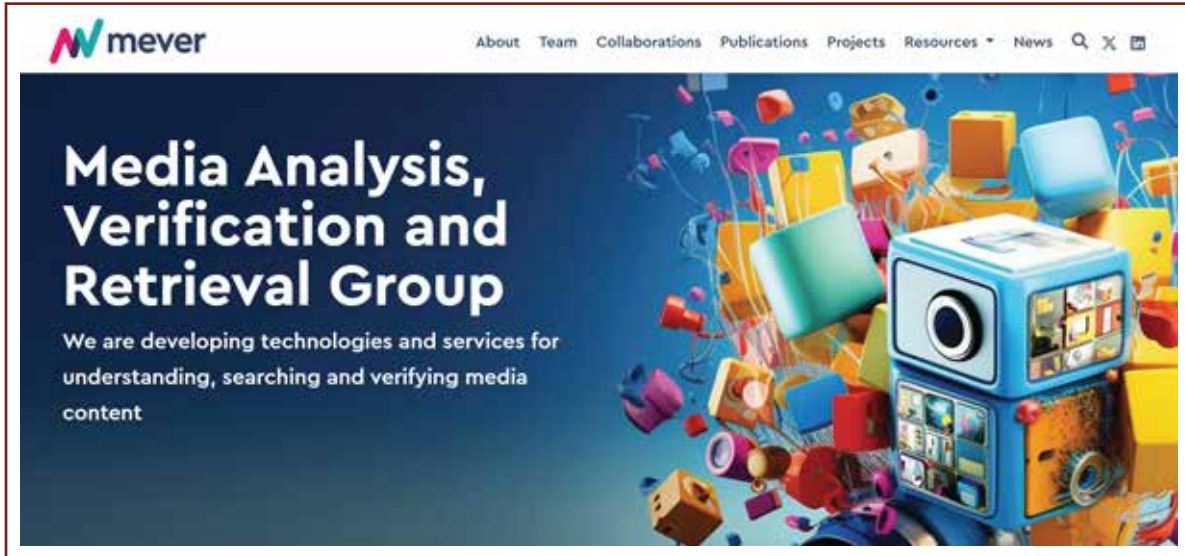 mever
About Team Collaborations Publications Projects Resources News
Media Analysis,
Verification and
Retrieval Group
We are developing technologies and services for
understanding, searching and verifying media
content